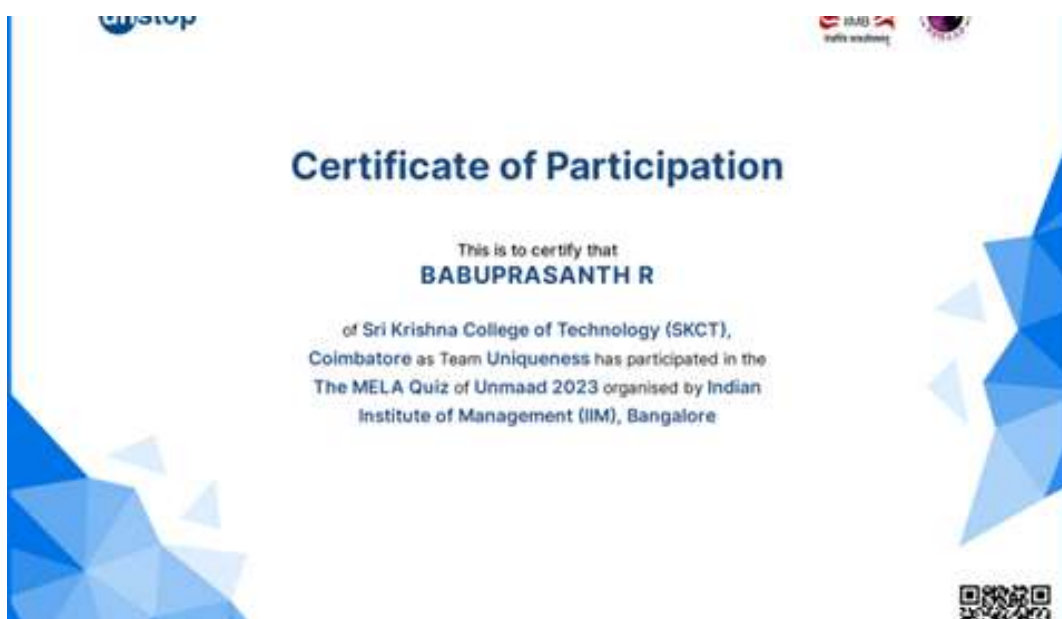 unstop
IIMB
Certificate of Participation
This is to certify that
BABUPRASANTH R
of Sri Krishna College of Technology (SKCT),
Coimbatore as Team Uniqueness has participated in the
The MELA Quiz of Unmaad 2023 organised by Indian
Institute of Management (IIM), Bangalore